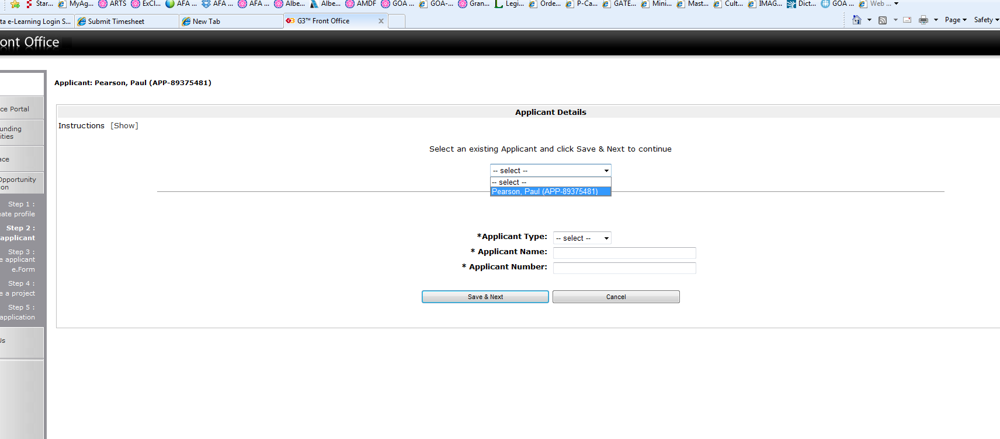 Star... MyAg... ARTS ExCl... AFA ... AFA ... AFA ... Albe... Albe... AMDF GOA ... GOA-... Gran... Legi... Orde... P-Ca... GATE... Mini... Mast... Cult... IMAG... Dict... GOA ... Web ...
ta e-Learning Login S... Submit Timesheet New Tab G3™ Front Office x Page Safety
ont Office
Applicant: Pearson, Paul (APP-89375481)
ce Portal
unding
ities
ace
Opportunity
on
Step 1 :
eate profile
Step 2 :
applicant
Step 3 :
e applicant
e.Form
Step 4 :
e a project
Step 5 :
application
Us
Applicant Details
Instructions [Show]
Select an existing Applicant and click Save & Next to continue
-- select --
-- select --
Pearson, Paul (APP-89375481)
*Applicant Type: -- select --
* Applicant Name:
* Applicant Number:
Save & Next Cancel